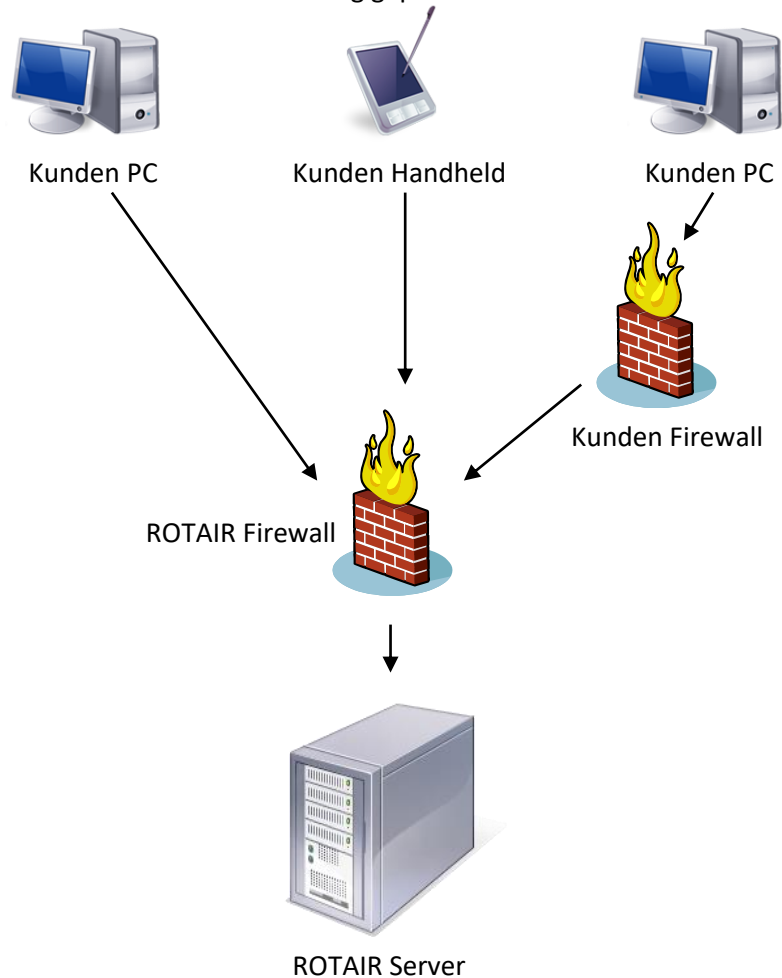 Kunden PC
Kunden Handheld
Kunden PC
Kunden Firewall
ROTAIR Firewall
ROTAIR Server